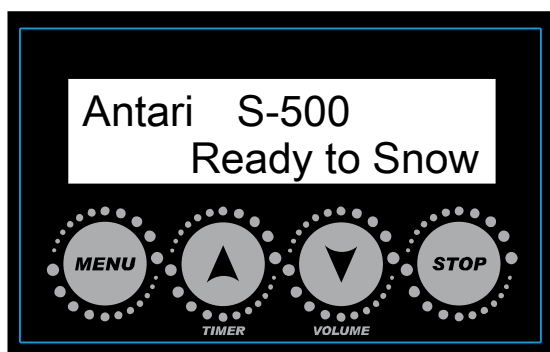 Antari S-500
Ready to Snow
MENU
STOP
TIMER
VOLUME